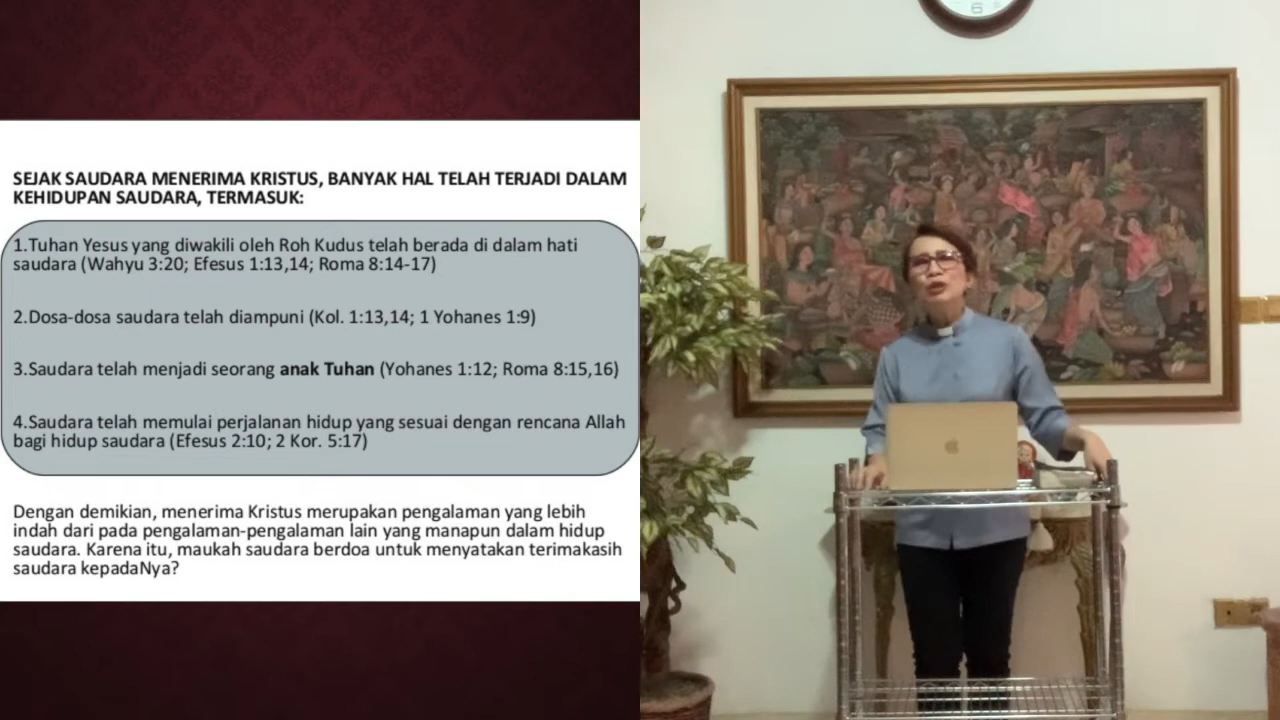 SEJAK SAUDARA MENERIMA KRISTUS, BANYAK HAL TELAH TERJADI DALAM
KEHIDUPAN SAUDARA, TERMASUK:
1.Tuhan Yesus yang diwakili oleh Roh Kudus telah berada di dalam hati
saudara (Wahyu 3:20; Efesus 1:13,14; Roma 8:14-17)
2.Dosa-dosa saudara telah diampuni (Kol. 1:13,14; 1 Yohanes 1:9)
3.Saudara telah menjadi seorang anak Tuhan (Yohanes 1:12; Roma 8:15,16)
4.Saudara telah memulai perjalanan hidup yang sesuai dengan rencana Allah
bagi hidup saudara (Efesus 2:10; 2 Kor. 5:17)
Dengan demikian, menerima Kristus merupakan pengalaman yang lebih
indah dari pada pengalaman-pengalaman lain yang manapun dalam hidup
saudara. Karena itu, maukah saudara berdoa untuk menyatakan terimakasih
saudara kepadaNya?
6